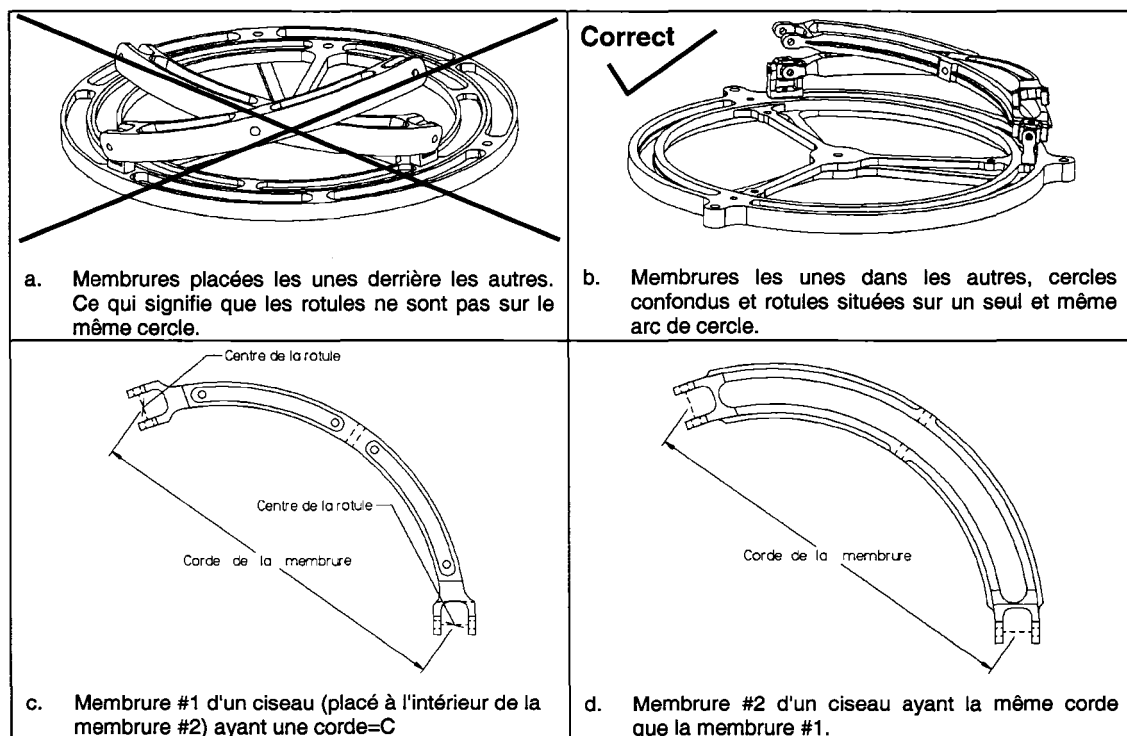 Correct
a. Membrures placées les unes derrière les autres.
Ce qui signifie que les rotules ne sont pas sur le
même cercle.
b. Membrures les unes dans les autres, cercles
confondus et rotules situées sur un seul et même
arc de cercle.
Centre de la rotule
Centre de la rotule
Corde de la membrure
c. Membrure #1 d'un ciseau (placé à l'intérieur de la
membrure #2) ayant une corde=C
Corde de la membrure
d. Membrure #2 d'un ciseau ayant la même corde
que la membrure #1.